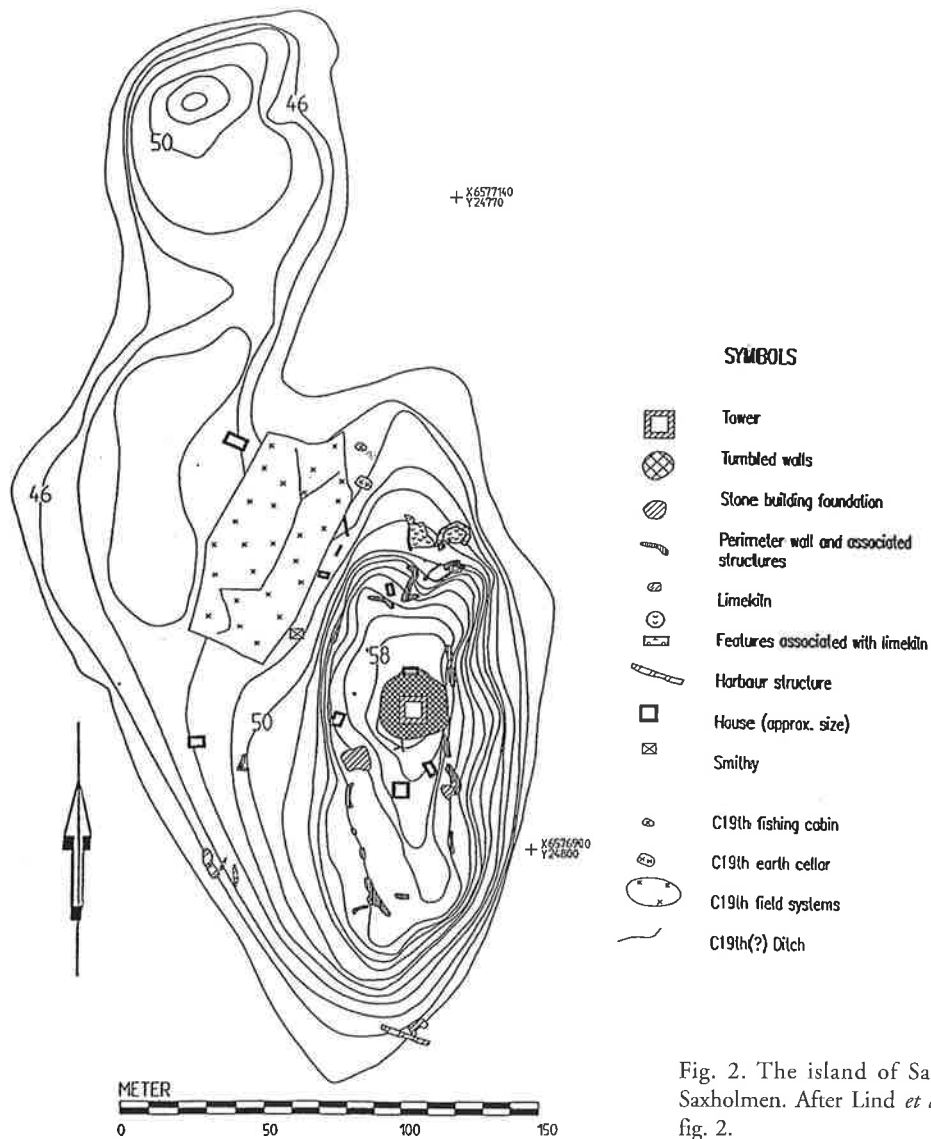 46
50
X6577140
Y24770
SYMBOLS
Tower
Tumbled walls
Stone building foundation
Perimeter wall and associated
structures
Limekiln
Features associated with limekiln
Harbour structure
House (approx. size)
Smithy
C19th fishing cabin
C19th earth cellar
C19th field systems
C19th(?) Ditch
46
58
50
X6576900
Y24800
METER
0 50 100 150
Fig. 2. The island of Sa
Saxholmen. After Lind et a
fig. 2.